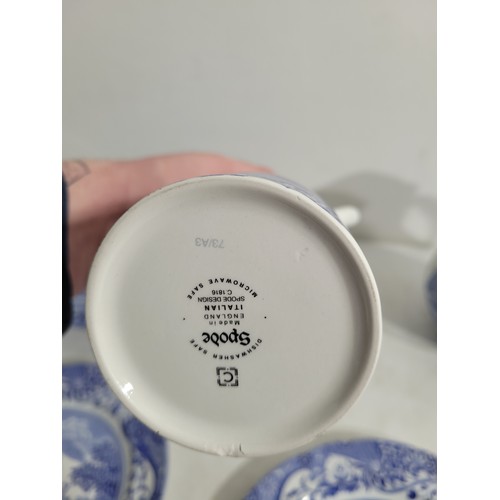 C
DISHWASHER SAFE
Spode
Made in
ENGLAND
ITALIAN
SPODE DESIGN
C.1816
MICROWAVE SAFE
73/A3